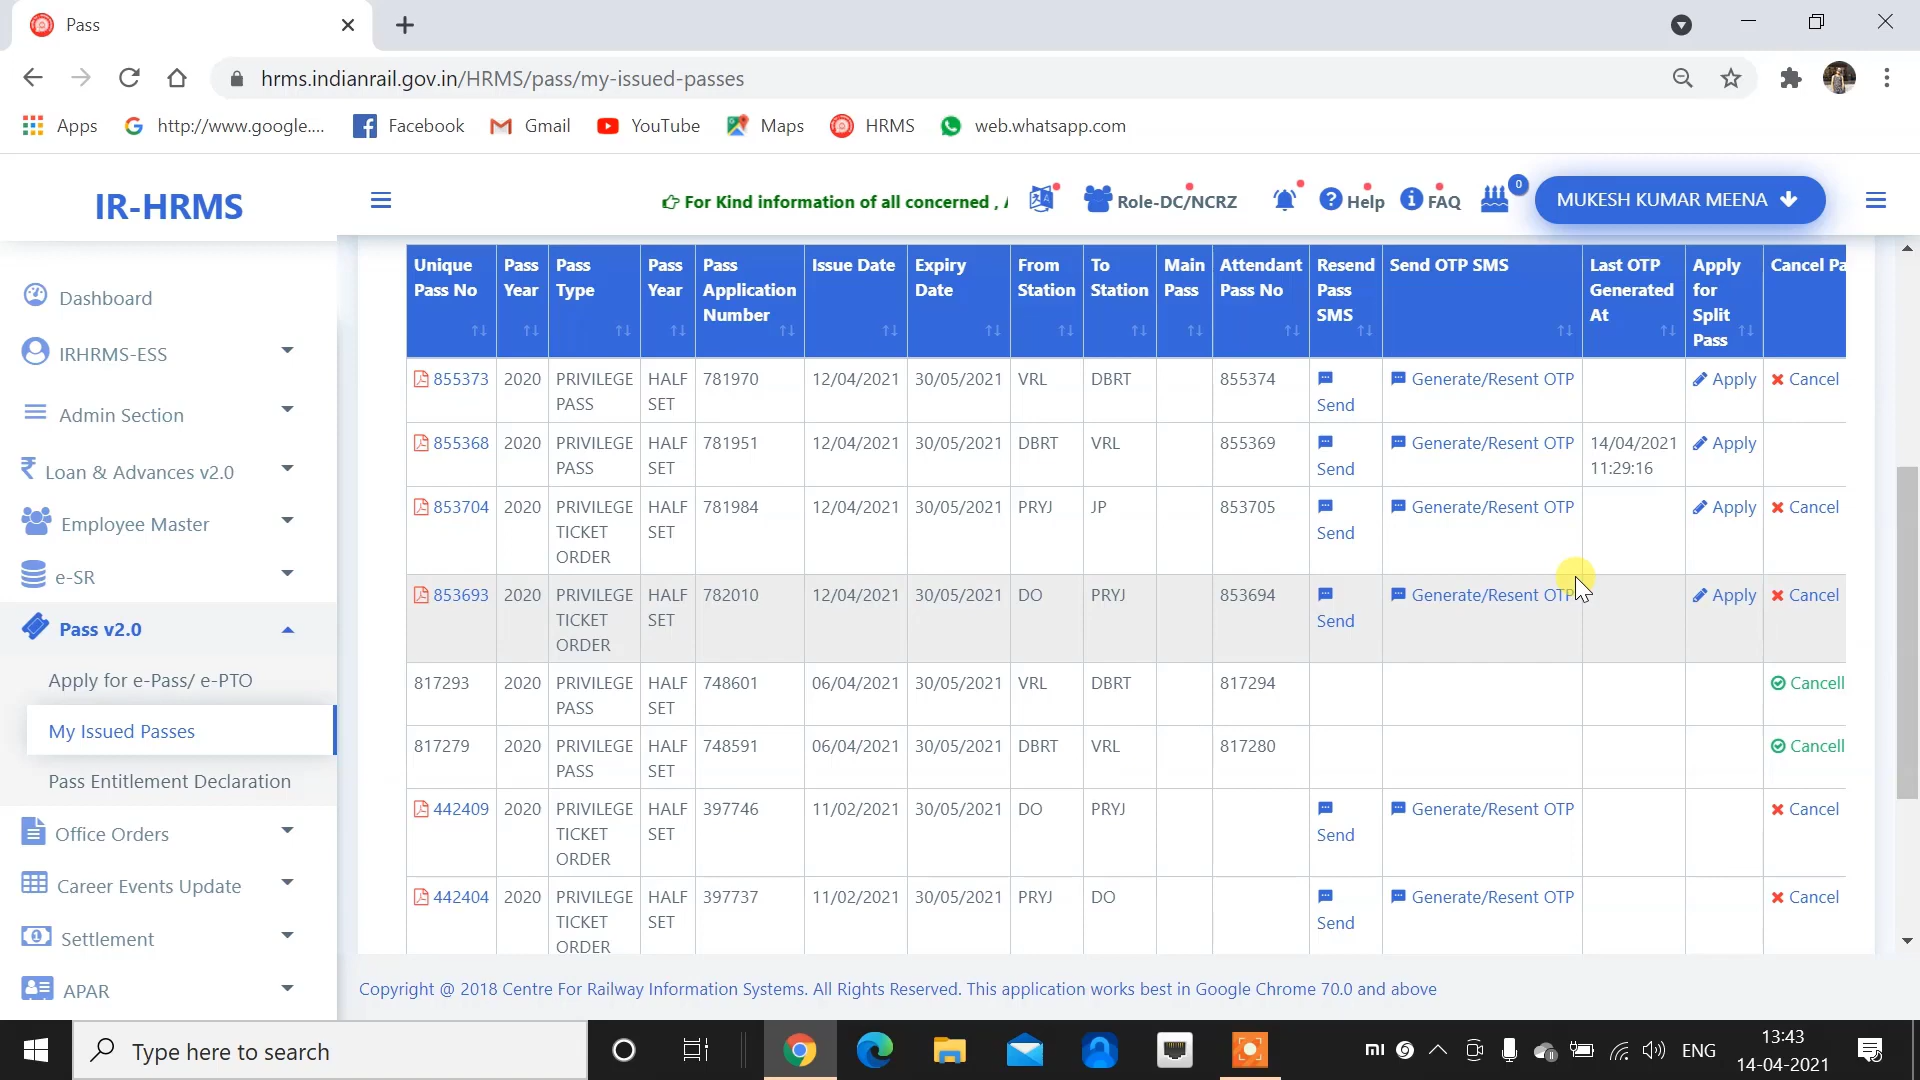 Pass
hrms.indianrail.gov.in/HRMS/pass/my-issued-passes
Apps http://www.google.... Facebook Gmail YouTube Maps HRMS web.whatsapp.com
IR-HRMS
For Kind information of all concerned ,
Role-DC/NCRZ Help FAQ 0 MUKESH KUMAR MEENA
Dashboard
IRHRMS-ESS
Admin Section
Loan & Advances v2.0
Employee Master
e-SR
Pass v2.0
Apply for e-Pass/ e-PTO
My Issued Passes
Pass Entitlement Declaration
Office Orders
Career Events Update
Settlement
APAR
Unique Pass Pass Pass Pass Issue Date Expiry From To Main Attendant Resend Send OTP SMS Last OTP Apply Cancel Pa
Pass No Year Type Year Application Date Station Station Pass Pass No Pass Generated for
Number SMS At Split
Pass
855373 2020 PRIVILEGE HALF 781970 12/04/2021 30/05/2021 VRL DBRT 855374 Generate/Resent OTP Apply Cancel
PASS SET Send
855368 2020 PRIVILEGE HALF 781951 12/04/2021 30/05/2021 DBRT VRL 855369 Generate/Resent OTP 14/04/2021 Apply
PASS SET Send 11:29:16
853704 2020 PRIVILEGE HALF 781984 12/04/2021 30/05/2021 PRYJ JP 853705 Generate/Resent OTP Apply Cancel
TICKET SET Send
ORDER
853693 2020 PRIVILEGE HALF 782010 12/04/2021 30/05/2021 DO PRYJ 853694 Generate/Resent OTP Apply Cancel
TICKET SET Send
ORDER
817293 2020 PRIVILEGE HALF 748601 06/04/2021 30/05/2021 VRL DBRT 817294 Cancell
PASS SET
817279 2020 PRIVILEGE HALF 748591 06/04/2021 30/05/2021 DBRT VRL 817280 Cancell
PASS SET
442409 2020 PRIVILEGE HALF 397746 11/02/2021 30/05/2021 DO PRYJ Generate/Resent OTP Cancel
TICKET SET Send
ORDER
442404 2020 PRIVILEGE HALF 397737 11/02/2021 30/05/2021 PRYJ DO Generate/Resent OTP Cancel
TICKET SET Send
ORDER
Copyright @ 2018 Centre For Railway Information Systems. All Rights Reserved. This application works best in Google Chrome 70.0 and above
Type here to search
mi ENG 13:43
14-04-2021